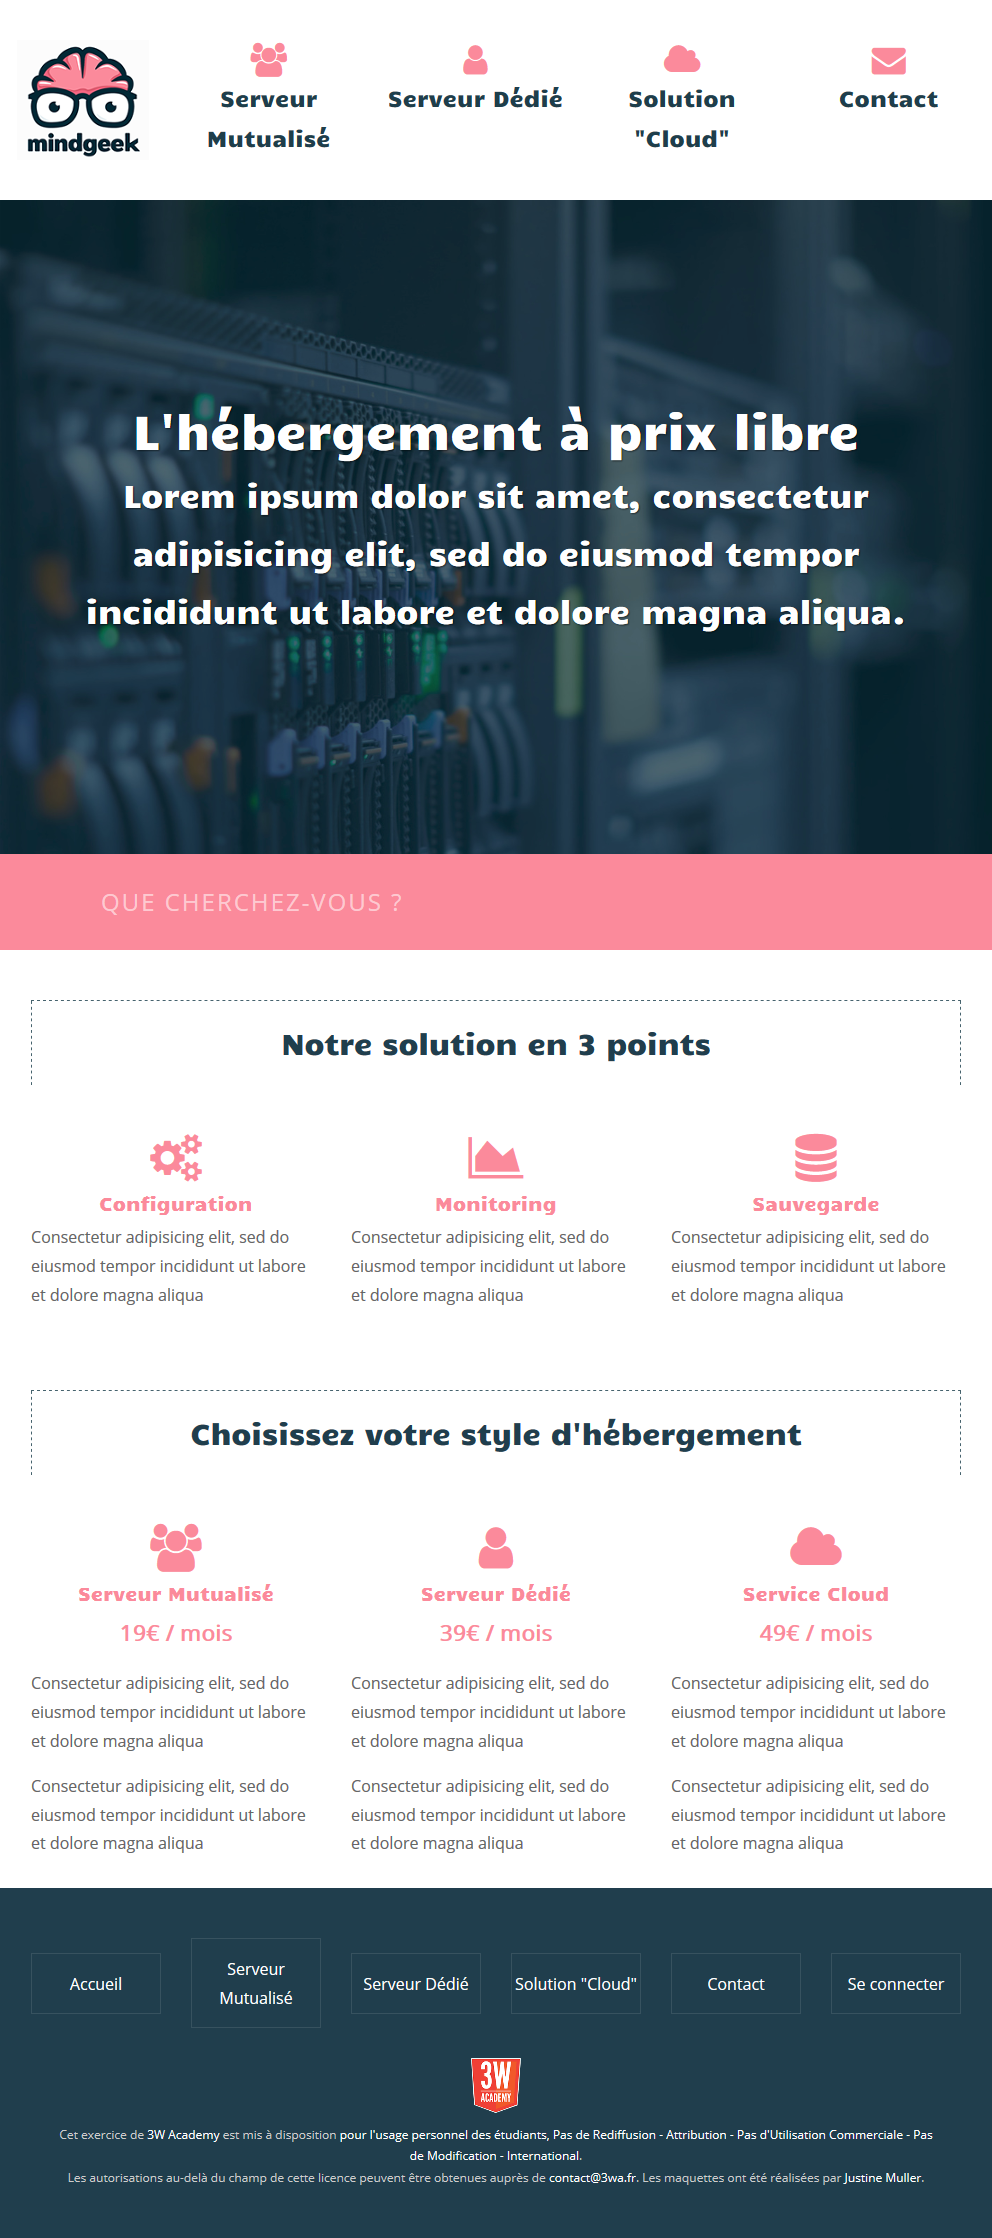 mindgeek
Serveur
Mutualisé
Serveur Dédié
Solution
"Cloud"
Contact
L'hébergement à prix libre
Lorem ipsum dolor sit amet, consectetur
adipisicing elit, sed do eiusmod tempor
incididunt ut labore et dolore magna aliqua.
QUE CHERCHEZ-VOUS ?
Notre solution en 3 points
Configuration
Consectetur adipisicing elit, sed do
eiusmod tempor incididunt ut labore
et dolore magna aliqua
Monitoring
Consectetur adipisicing elit, sed do
eiusmod tempor incididunt ut labore
et dolore magna aliqua
Sauvegarde
Consectetur adipisicing elit, sed do
eiusmod tempor incididunt ut labore
et dolore magna aliqua
Choisissez votre style d'hébergement
Serveur Mutualisé
19€ / mois
Consectetur adipisicing elit, sed do
eiusmod tempor incididunt ut labore
et dolore magna aliqua
Consectetur adipisicing elit, sed do
eiusmod tempor incididunt ut labore
et dolore magna aliqua
Serveur Dédié
39€ / mois
Consectetur adipisicing elit, sed do
eiusmod tempor incididunt ut labore
et dolore magna aliqua
Consectetur adipisicing elit, sed do
eiusmod tempor incididunt ut labore
et dolore magna aliqua
Service Cloud
49€ / mois
Consectetur adipisicing elit, sed do
eiusmod tempor incididunt ut labore
et dolore magna aliqua
Consectetur adipisicing elit, sed do
eiusmod tempor incididunt ut labore
et dolore magna aliqua
Accueil
Serveur
Mutualisé
Serveur Dédié
Solution "Cloud"
Contact
Se connecter
3W
ACADEMY
Cet exercice de 3W Academy est mis à disposition pour l'usage personnel des étudiants, Pas de Rediffusion - Attribution - Pas d'Utilisation Commerciale - Pas
de Modification - International.
Les autorisations au-delà du champ de cette licence peuvent être obtenues auprès de contact@3wa.fr. Les maquettes ont été réalisées par Justine Muller.